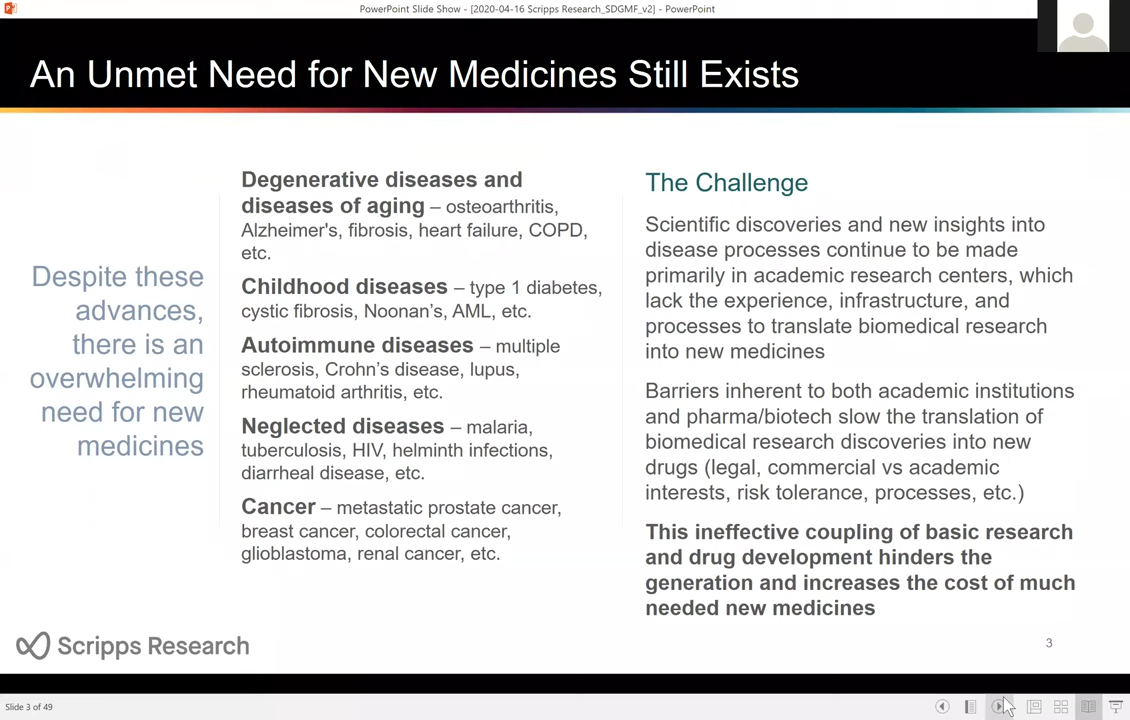 PowerPoint Slide Show - [2020-04-16 Scripps Research_SDGMF_v2] - PowerPoint
An Unmet Need for New Medicines Still Exists
Despite these
advances,
there is an
overwhelming
need for new
medicines
Degenerative diseases and
diseases of aging – osteoarthritis,
Alzheimer's, fibrosis, heart failure, COPD,
etc.
Childhood diseases – type 1 diabetes,
cystic fibrosis, Noonan’s, AML, etc.
Autoimmune diseases – multiple
sclerosis, Crohn’s disease, lupus,
rheumatoid arthritis, etc.
Neglected diseases – malaria,
tuberculosis, HIV, helminth infections,
diarrheal disease, etc.
Cancer – metastatic prostate cancer,
breast cancer, colorectal cancer,
glioblastoma, renal cancer, etc.
The Challenge
Scientific discoveries and new insights into
disease processes continue to be made
primarily in academic research centers, which
lack the experience, infrastructure, and
processes to translate biomedical research
into new medicines
Barriers inherent to both academic institutions
and pharma/biotech slow the translation of
biomedical research discoveries into new
drugs (legal, commercial vs academic
interests, risk tolerance, processes, etc.)
This ineffective coupling of basic research
and drug development hinders the
generation and increases the cost of much
needed new medicines
Scripps Research
3
Slide 3 of 49